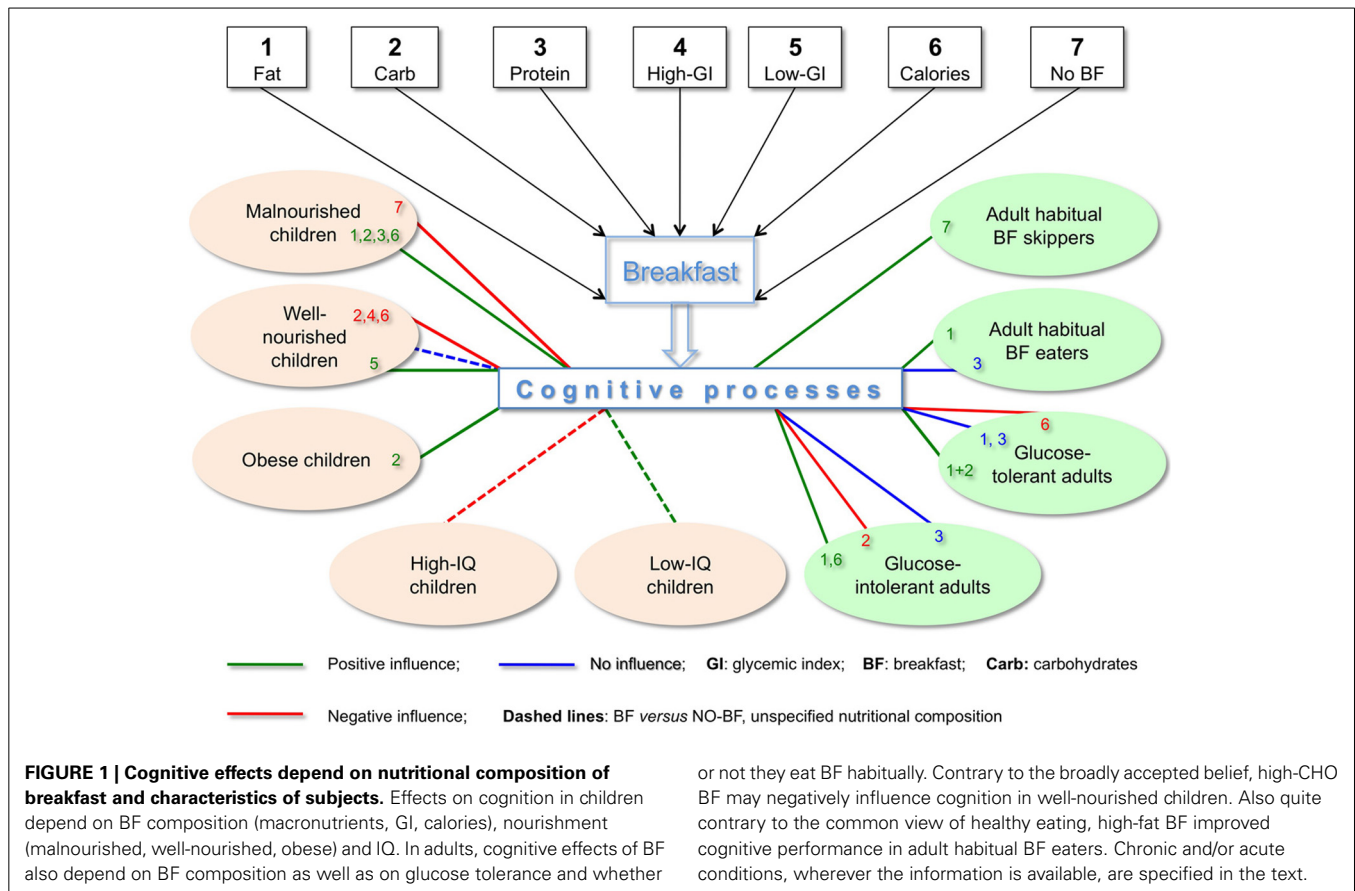 1
Fat
2
Carb
3
Protein
4
High-GI
5
Low-GI
6
Calories
7
No BF
Breakfast
Cognitive processes
Malnourished
children
7
1,2,3,6
Well-
nourished
children
2,4,6
5
Obese children
2
High-IQ
children
Low-IQ
children
Adult habitual
BF skippers
7
Adult habitual
BF eaters
1
3
Glucose-
tolerant adults
6
1, 3
1+2
Glucose-
intolerant adults
1,6
2
3
Positive influence;
No influence;
GI: glycemic index;
BF: breakfast;
Carb: carbohydrates
Negative influence;
Dashed lines: BF versus NO-BF, unspecified nutritional composition
FIGURE 1 | Cognitive effects depend on nutritional composition of
breakfast and characteristics of subjects. Effects on cognition in children
depend on BF composition (macronutrients, GI, calories), nourishment
(malnourished, well-nourished, obese) and IQ. In adults, cognitive effects of BF
also depend on BF composition as well as on glucose tolerance and whether
or not they eat BF habitually. Contrary to the broadly accepted belief, high-CHO
BF may negatively influence cognition in well-nourished children. Also quite
contrary to the common view of healthy eating, high-fat BF improved
cognitive performance in adult habitual BF eaters. Chronic and/or acute
conditions, wherever the information is available, are specified in the text.